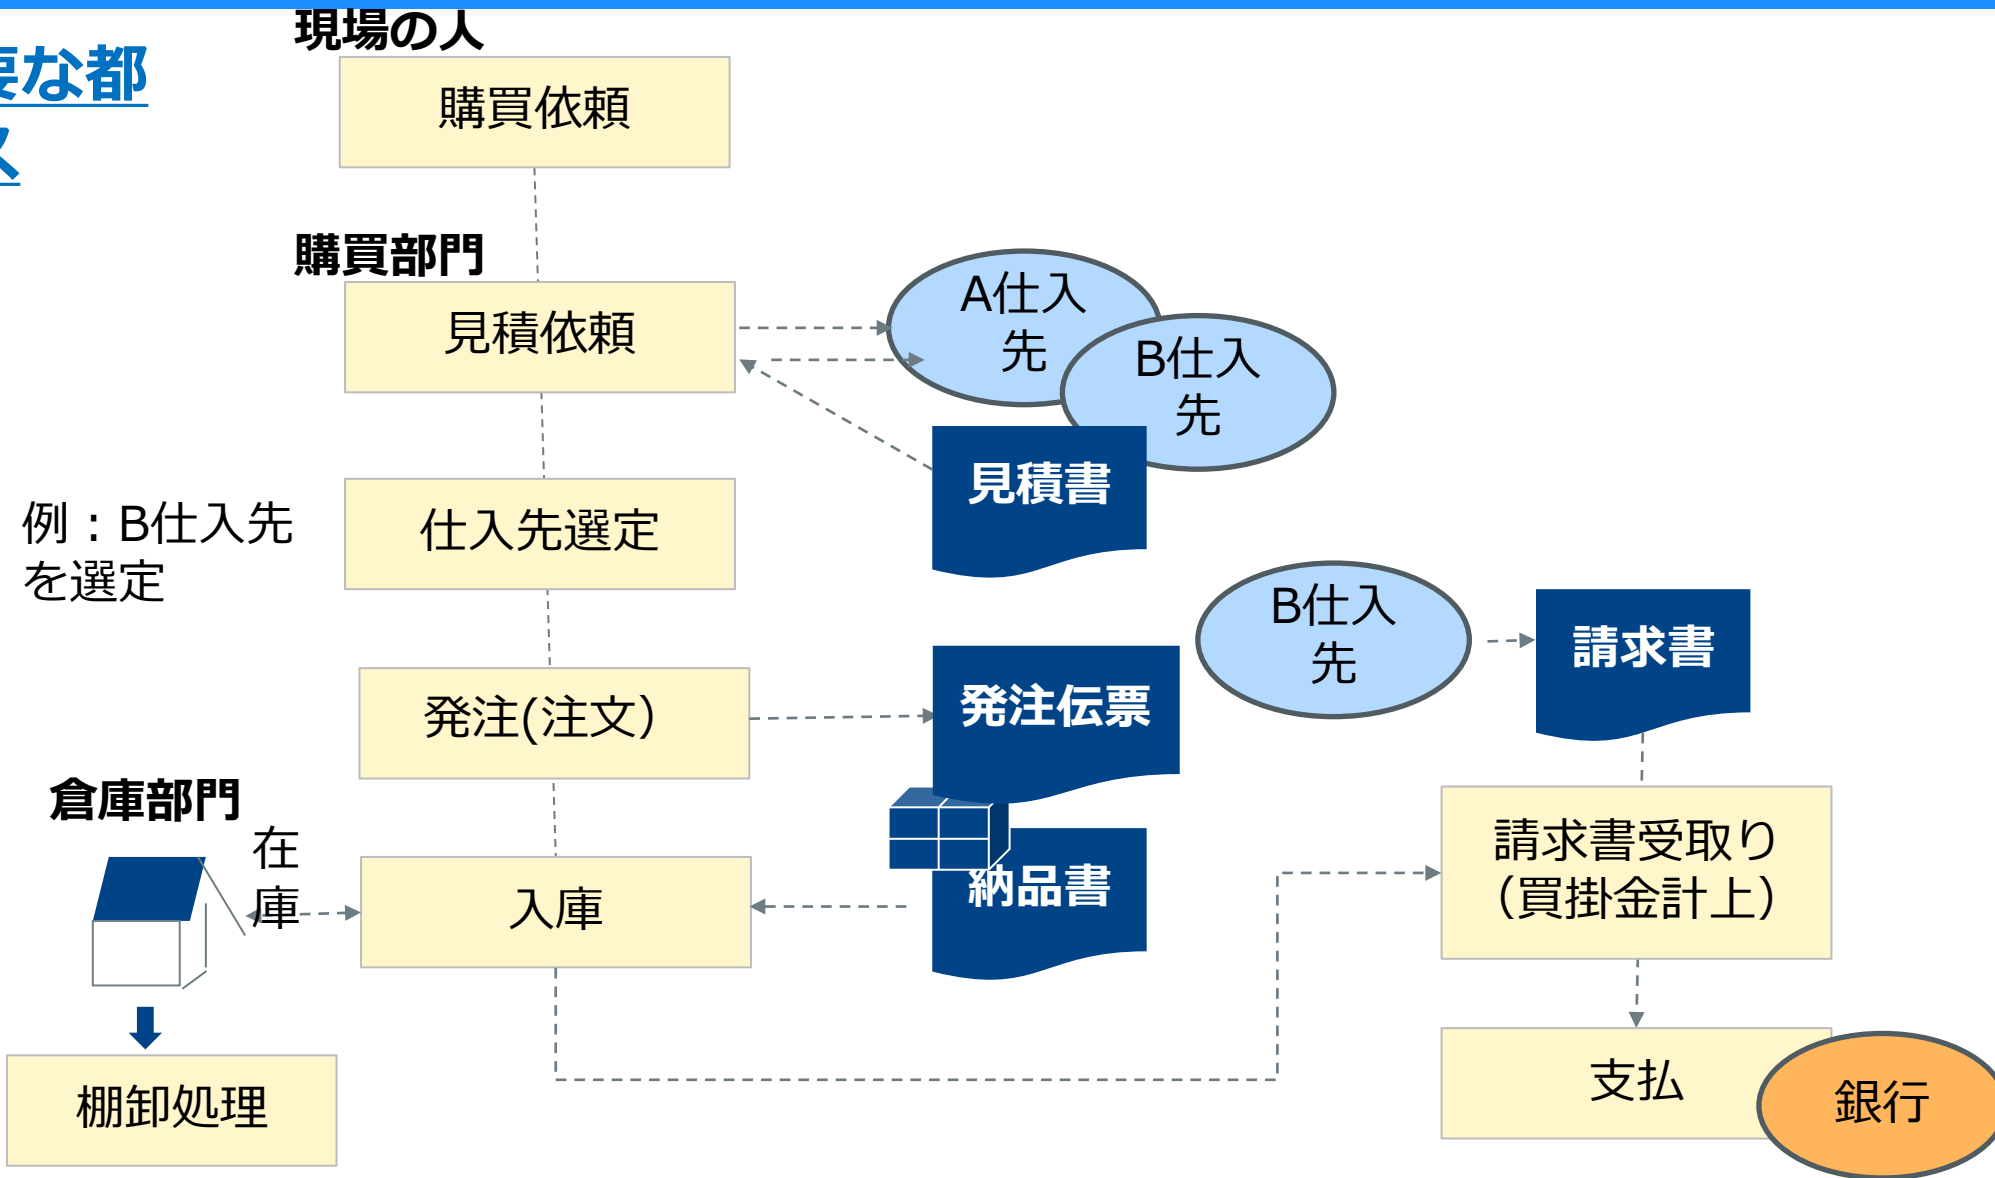 現場の人
要な都
ス
購買依頼
購買部門
見積依頼
A仕入
先
B仕入
先
見積書
例：B仕入先
を選定
仕入先選定
B仕入
先
請求書
発注(注文）
発注伝票
倉庫部門
在
庫
入庫
納品書
請求書受取り
（買掛金計上）
棚卸処理
支払
銀行